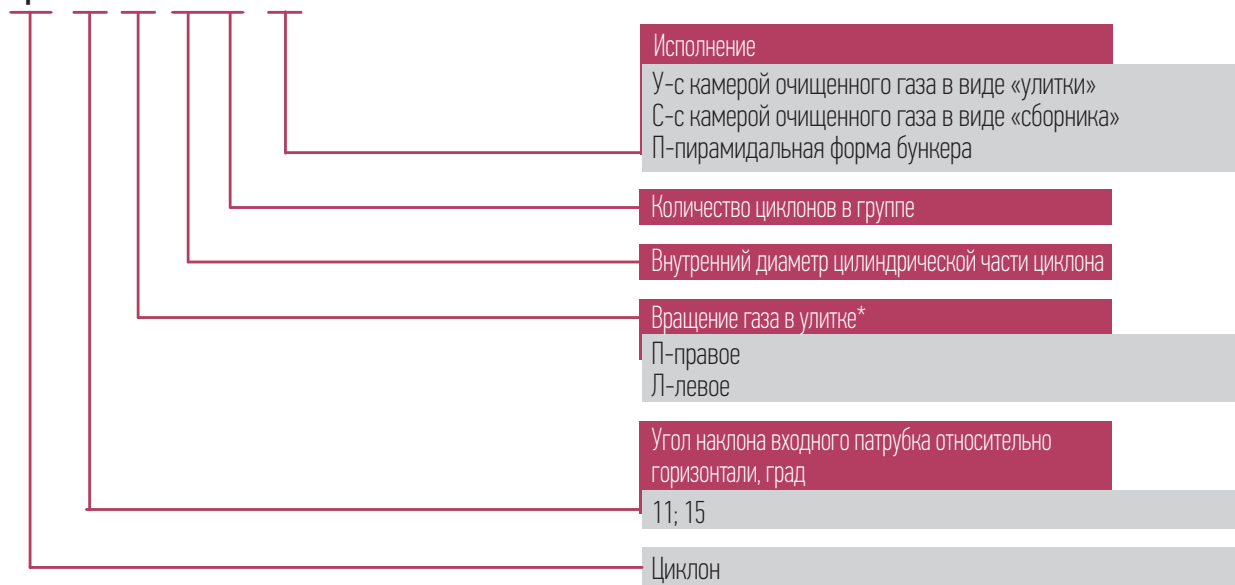 Исполнение
У-с камерой очищенного газа в виде «улитки»
С-с камерой очищенного газа в виде «сборника»
П-пирамидальная форма бункера
Количество циклонов в группе
Внутренний диаметр цилиндрической части циклона
Вращение газа в улитке*
П-правое
Л-левое
Угол наклона входного патрубка относительно
горизонтали, град
11; 15
Циклон